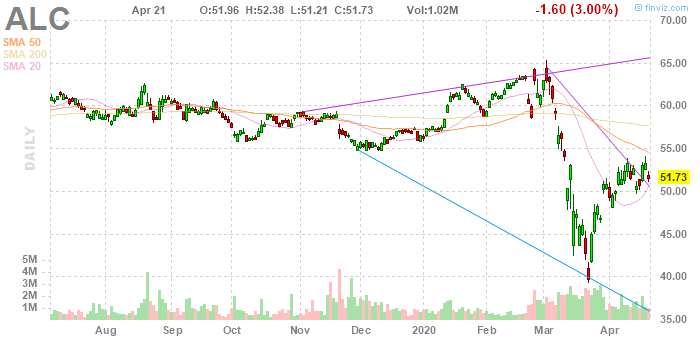 ALC Apr 21 O:51.96 H:52.38 L:51.21 C:51.73 Vol:1.02M -1.60 (3.00%) © finviz.com
SMA 50
SMA 200
SMA 20
DAILY
70.00
65.00
60.00
55.00
51.73
50.00
45.00
40.00
35.00
5M
4M
3M
2M
1M
Aug Sep Oct Nov Dec 2020 Feb Mar Apr